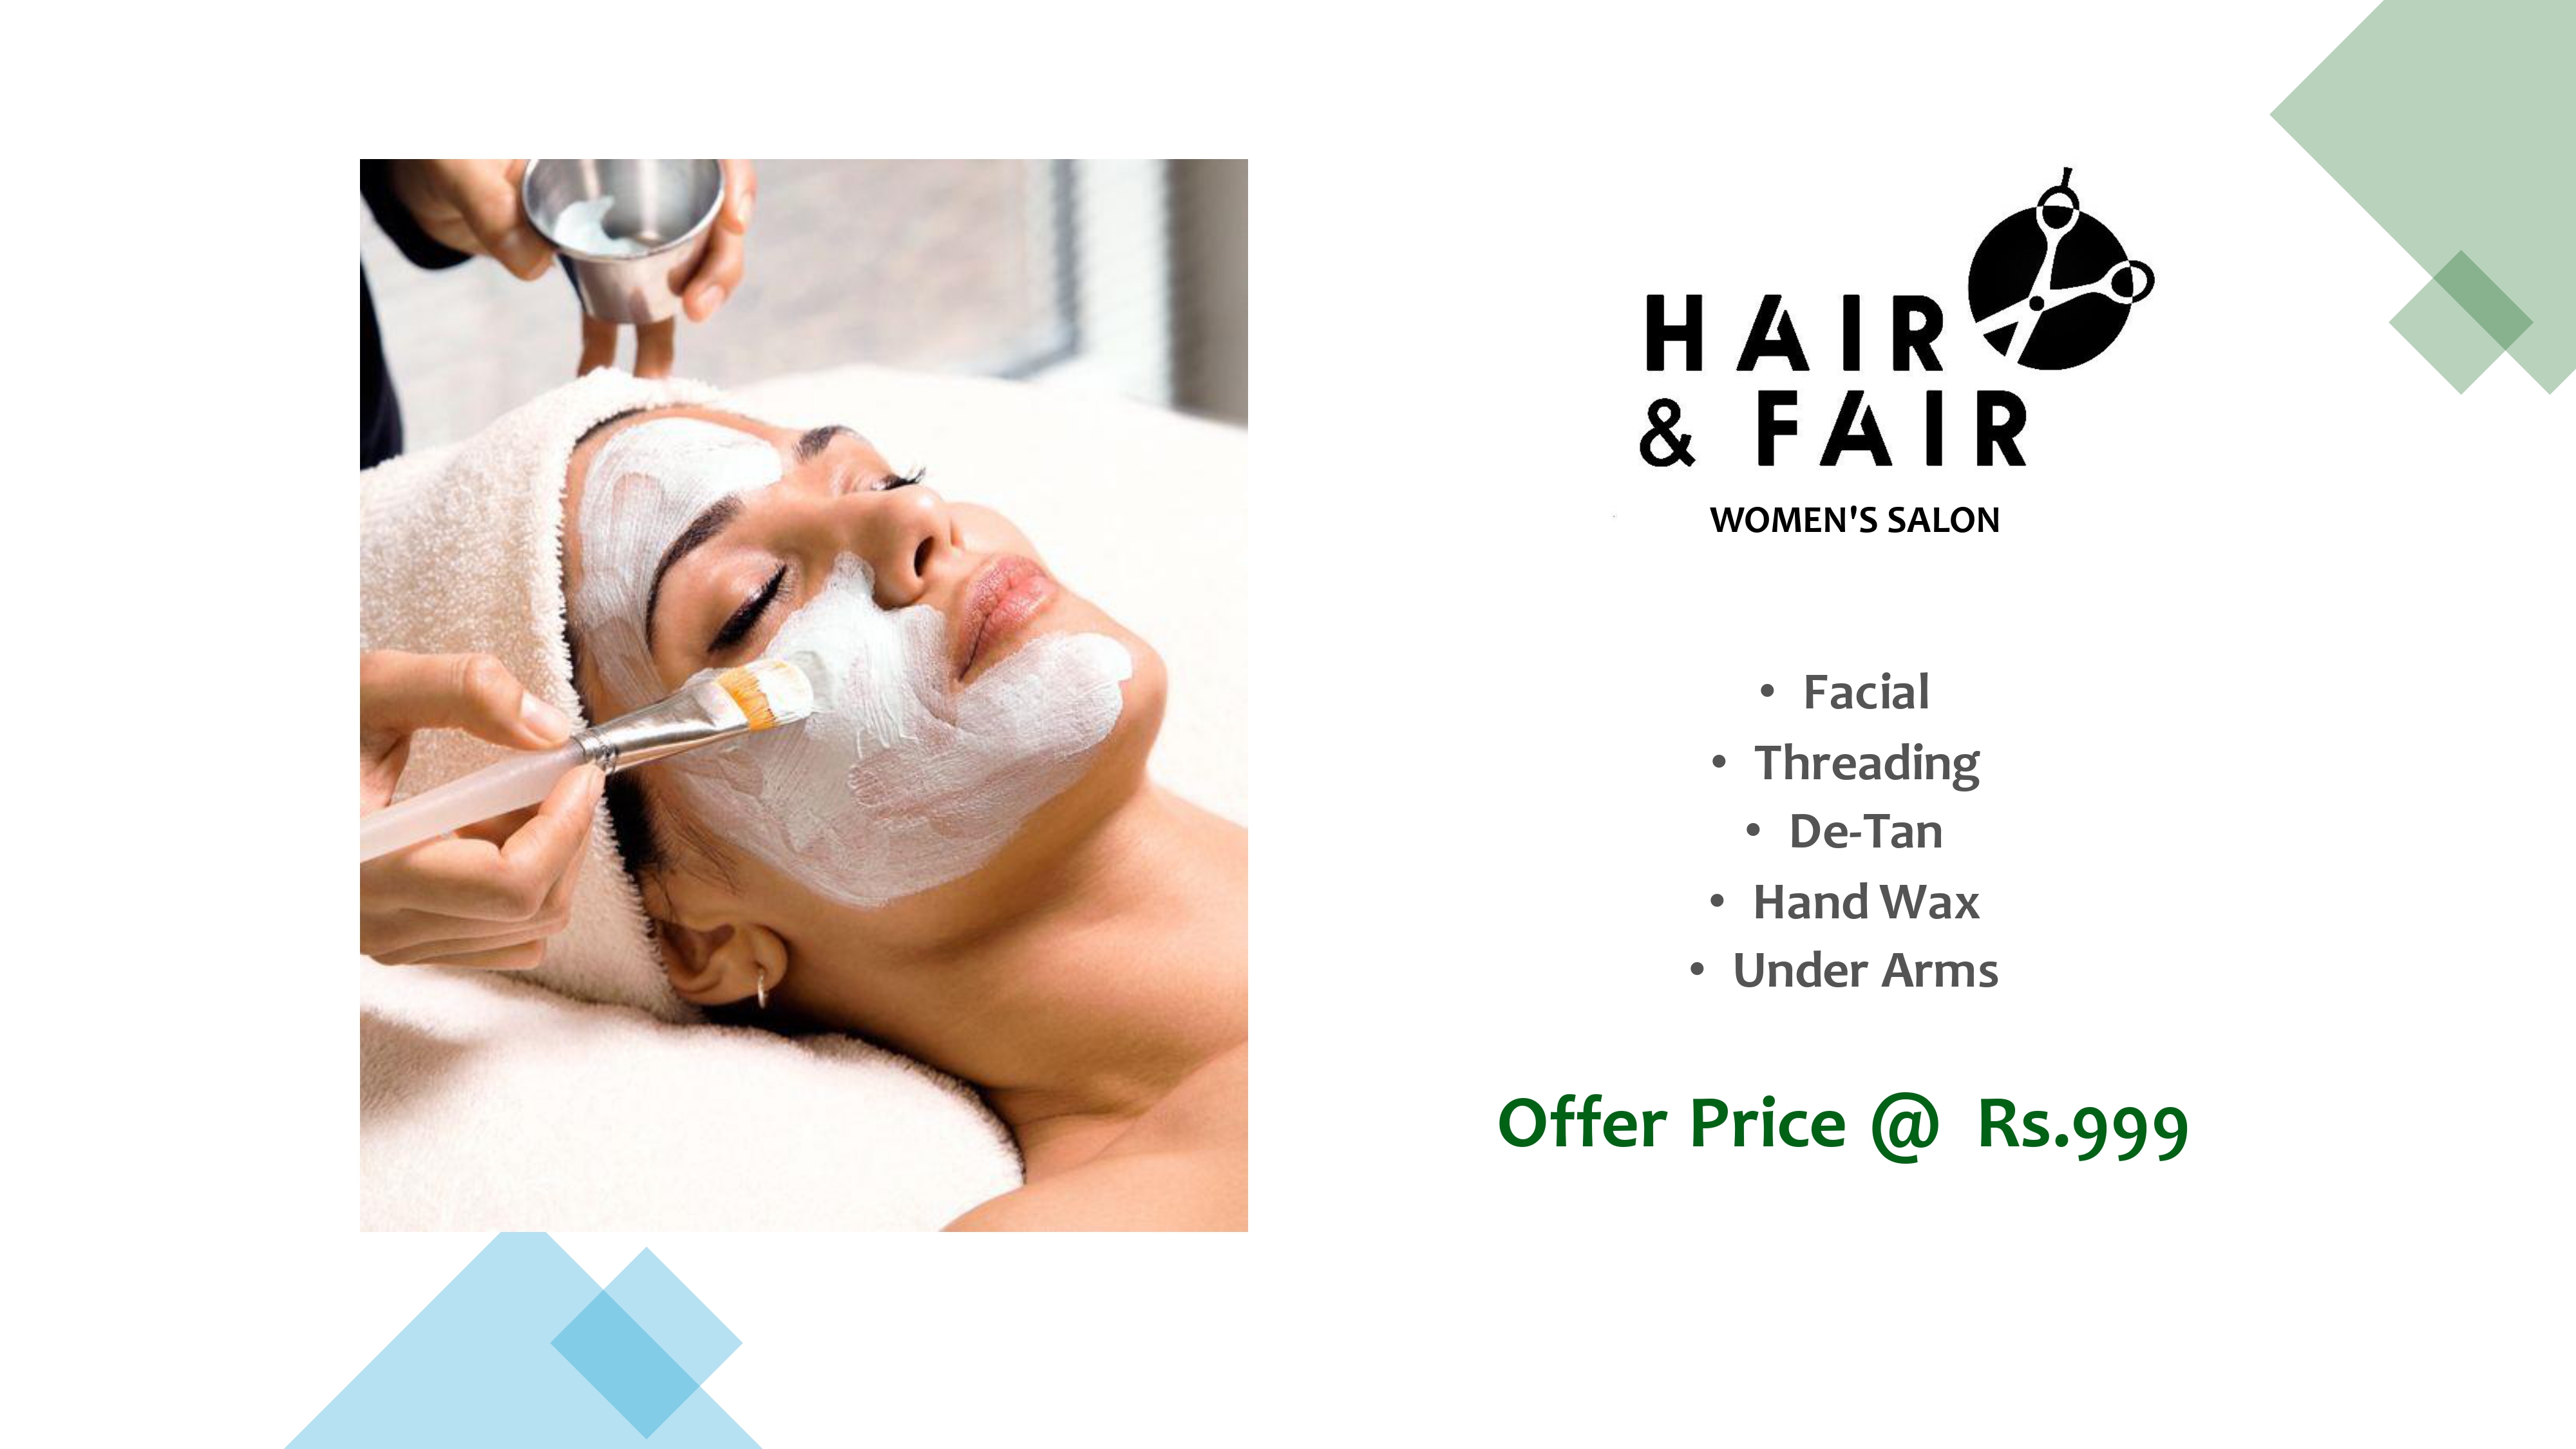 HAIR
& FAIR
WOMEN'S SALON
• Facial
• Threading
• De-Tan
• Hand Wax
• Under Arms
Offer Price @ Rs.999